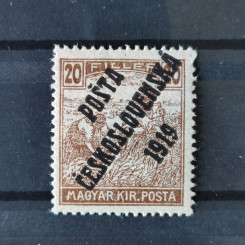 20 FILLÉR 20
POŠTA
ČESKOSLOVENSKÁ
1919
MAGYAR KIR. POSTA